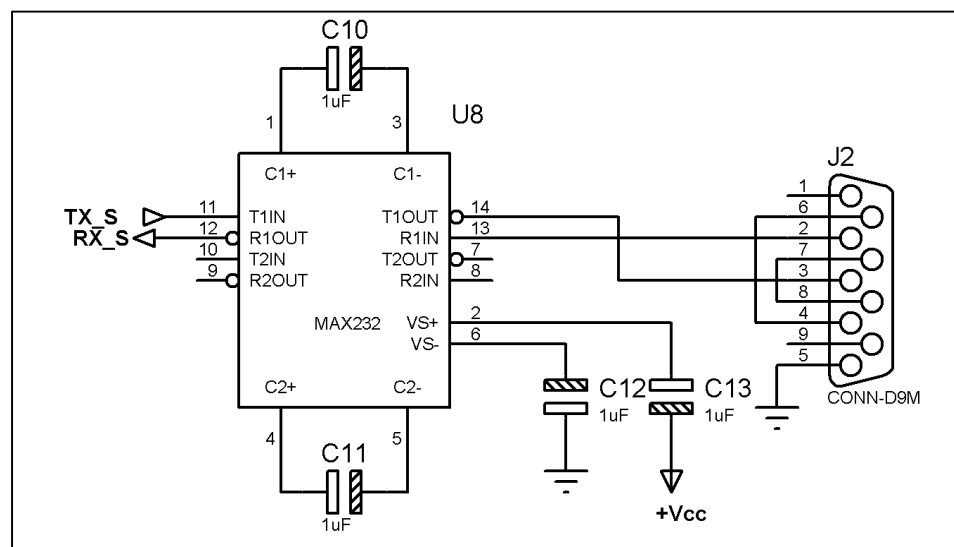 C10
1uF
1
3
U8
C1+
C1-
J2
TX_S
11
T1IN
T1OUT
14
RX_S
12
R1OUT
R1IN
13
10
T2IN
T2OUT
7
9
R2OUT
R2IN
8
MAX232
VS+
2
VS-
6
C2+
C2-
4
5
C11
1uF
C12
1uF
C13
1uF
+Vcc
1
6
2
7
3
8
4
9
5
CONN-D9M